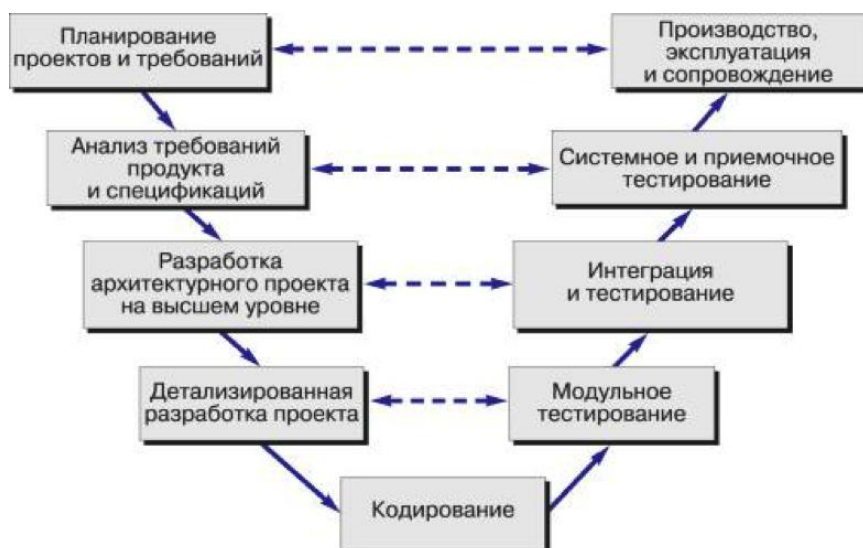 Планирование
проектов и требований
Производство,
эксплуатация
и сопровождение
Анализ требований
продукта
и спецификаций
Системное и приемочное
тестирование
Разработка
архитектурного проекта
на высшем уровне
Интеграция
и тестирование
Детализированная
разработка проекта
Модульное
тестирование
Кодирование